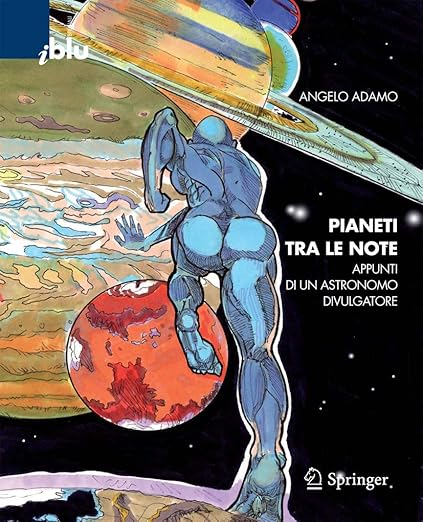 iblu
ANGELO ADAMO
PIANETI
TRA LE NOTE
APPUNTI
DI UN ASTRONOMO
DIVULGATORE
Springer